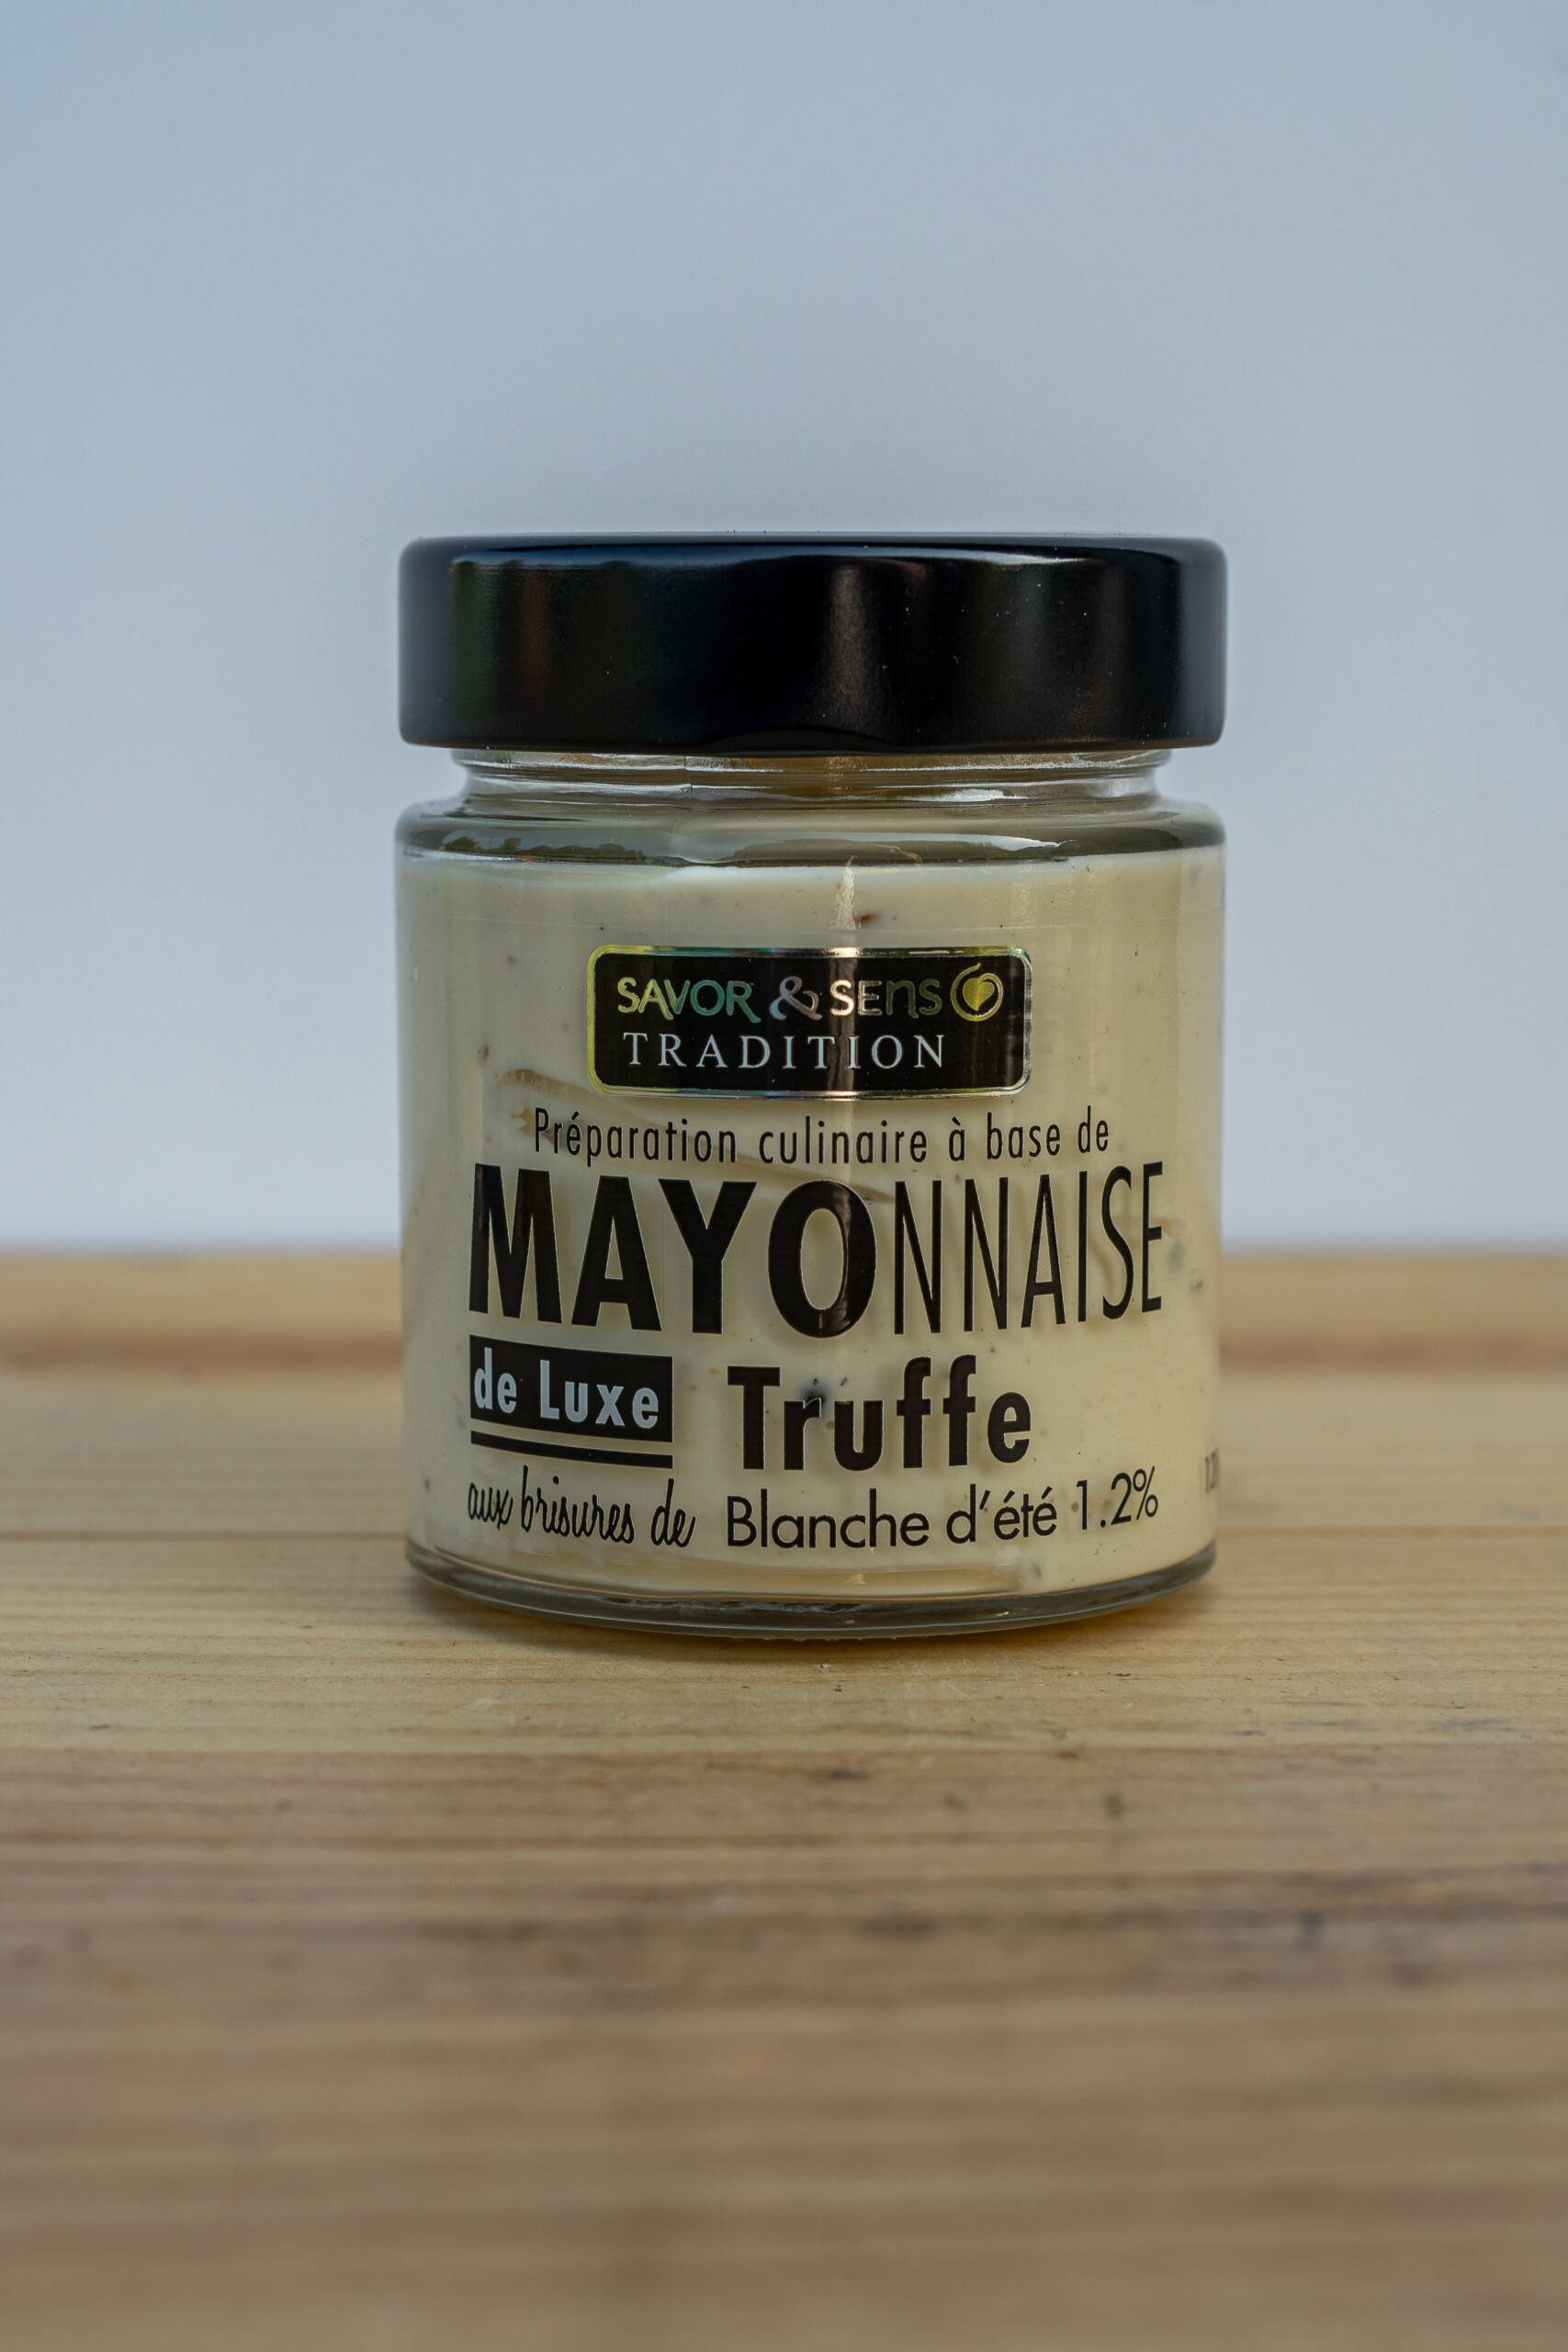 SAVOR & SENS
TRADITION
Préparation culinaire à base de
MAYONNAISE
de Luxe Truffe
aux brisures de Blanche d'été 1.2%